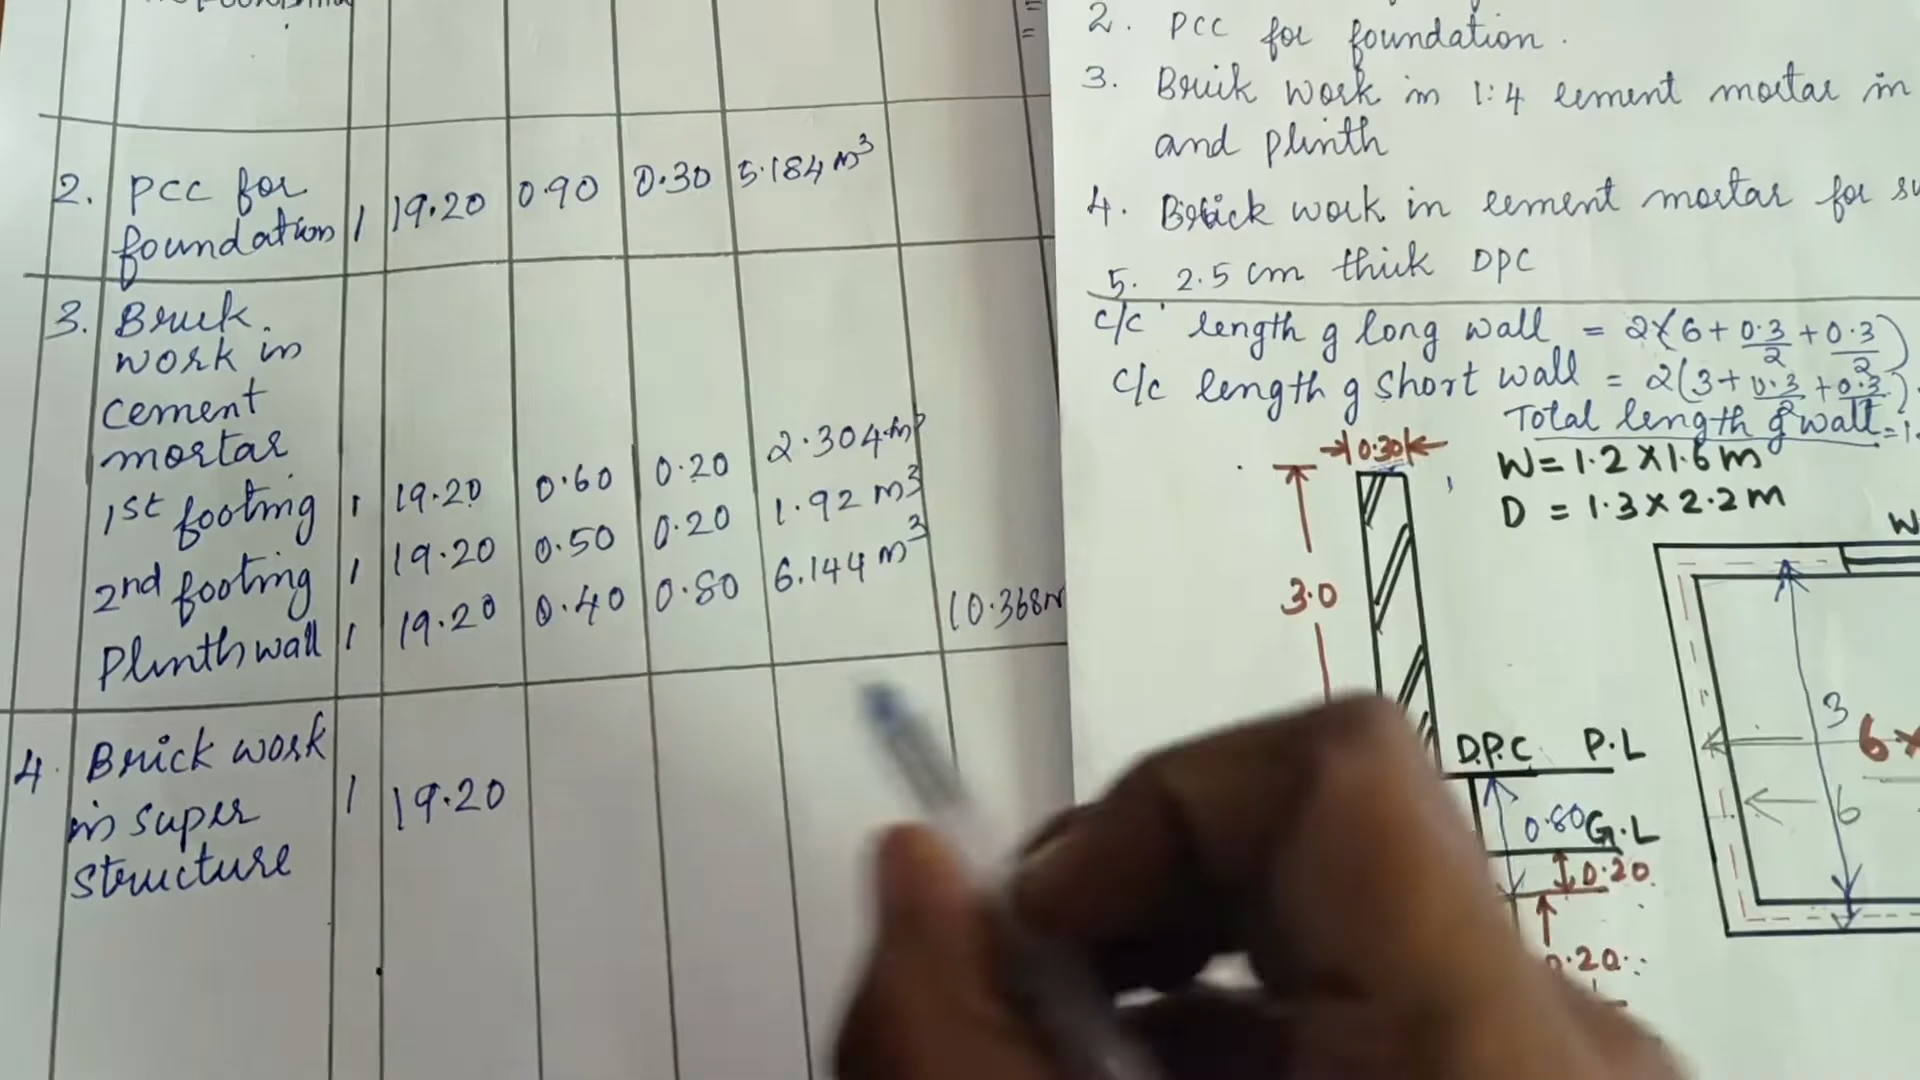 2. PCC for
foundation 1 19.20 0.90 0.30 5.184 m³
3. Brick
work in
cement
mortar
1st footing 1 19.20 0.60 0.20 2.304 m³
2nd footing 1 19.20 0.50 0.20 1.92 m³
Plinth wall 1 19.20 0.40 0.80 6.144 m³
10.368m
4. Brick work
in super
structure
1 19.20
2. PCC for foundation.
3. Brick work in 1:4 cement mortar in
and plinth
4. Brick work in cement mortar for su
5. 2.5 cm thick DPC
c/c length of long wall = 2(6+0.3/2+0.3/2)
c/c length of short wall = 2(3+0.3/2+0.3/2)
Total length of wall = 1
0.30
W = 1.2 X 1.6 m
D = 1.3 X 2.2 m
W
3.0
D.P.C P.L
0.80 G.L
0.20
0.20
3
6 x
6